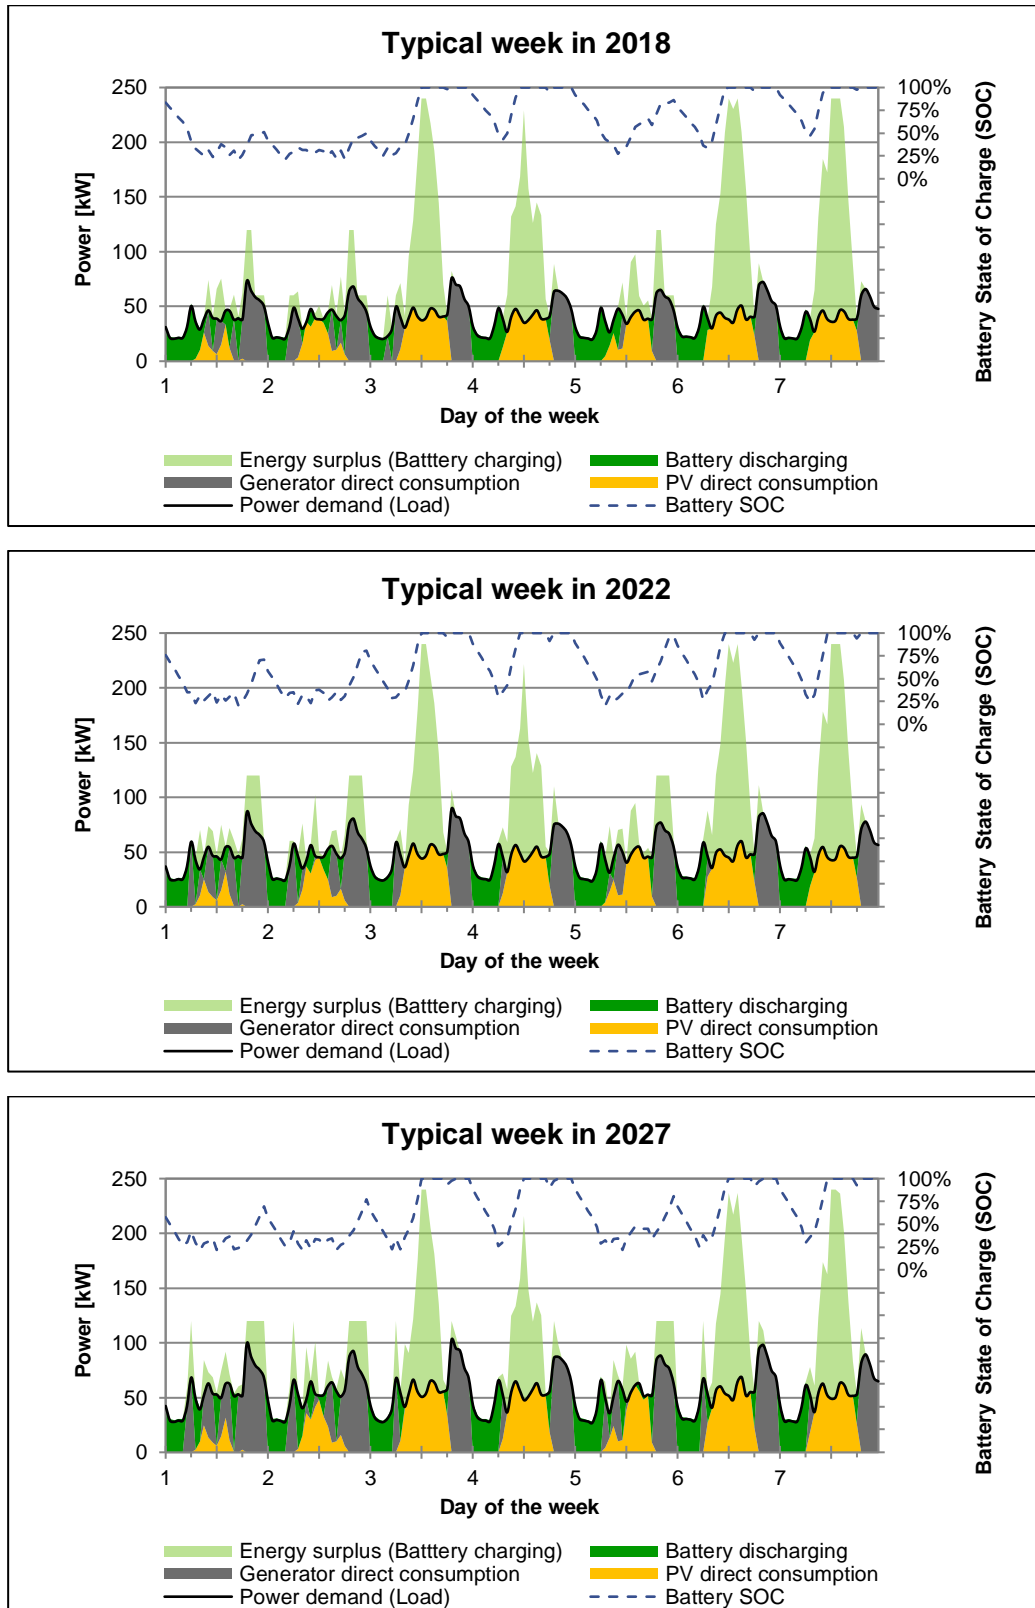 Typical week in 2018
250
200
150
100
50
0
Power [kW]
100%
75%
50%
25%
0%
Battery State of Charge (SOC)
1 2 3 4 5 6 7
Day of the week
Energy surplus (Batttery charging) Battery discharging
Generator direct consumption PV direct consumption
Power demand (Load) Battery SOC
Typical week in 2022
250
200
150
100
50
0
Power [kW]
100%
75%
50%
25%
0%
Battery State of Charge (SOC)
1 2 3 4 5 6 7
Day of the week
Energy surplus (Batttery charging) Battery discharging
Generator direct consumption PV direct consumption
Power demand (Load) Battery SOC
Typical week in 2027
250
200
150
100
50
0
Power [kW]
100%
75%
50%
25%
0%
Battery State of Charge (SOC)
1 2 3 4 5 6 7
Day of the week
Energy surplus (Batttery charging) Battery discharging
Generator direct consumption PV direct consumption
Power demand (Load) Battery SOC